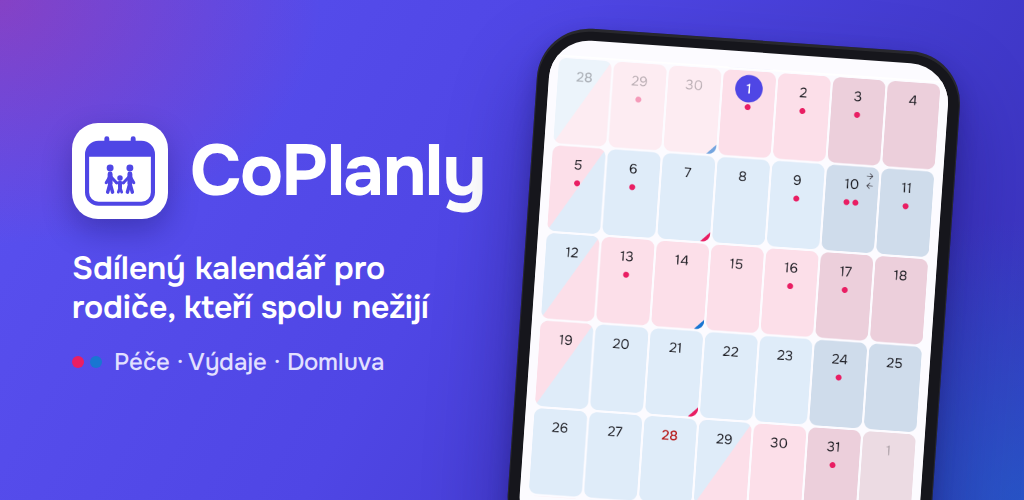 CoPlanly
Sdílený kalendář pro
rodiče, kteří spolu nežijí
Péče · Výdaje · Domluva
28 29 30 1 2 3 4
5 6 7 8 9 10 11
12 13 14 15 16 17 18
19 20 21 22 23 24 25
26 27 28 29 30 31 1